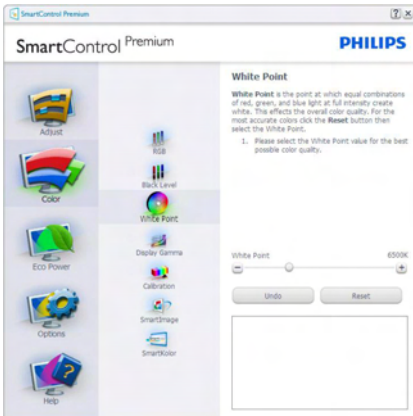 SmartControl Premium
SmartControl Premium
PHILIPS
Adjust
Color
Eco Power
Options
Help
RGB
Black Level
White Point
Display Gamma
Calibration
SmartImage
SmartKolor
White Point
White Point is the point at which equal combinations
of red, green, and blue light at full intensity create
white. This effects the overall color quality. For the
most accurate colors click the Reset button then
select the White Point.
1. Please select the White Point value for the best
possible color quality.
White Point 6500K
Undo Reset